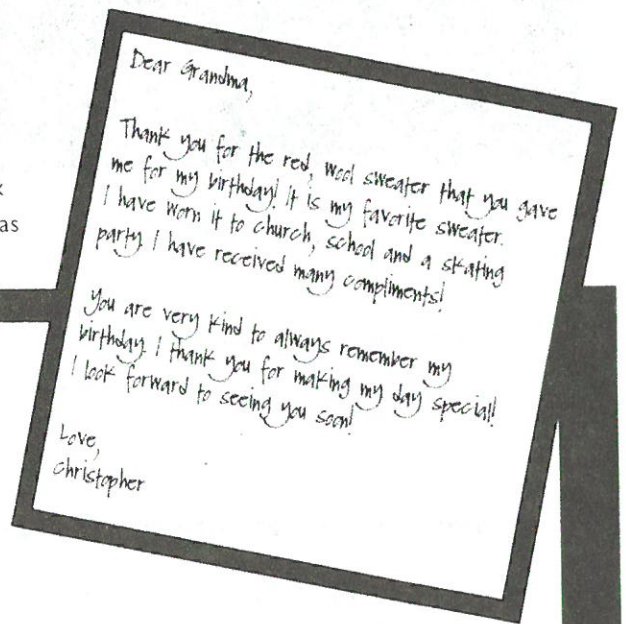 Dear Grandma,
Thank you for the red, wool sweater that you gave
me for my birthday! It is my favorite sweater.
I have worn it to church, school and a skating
party. I have received many compliments!
You are very kind to always remember my
birthday. I thank you for making my day special!
I look forward to seeing you soon!
Love,
Christopher
as